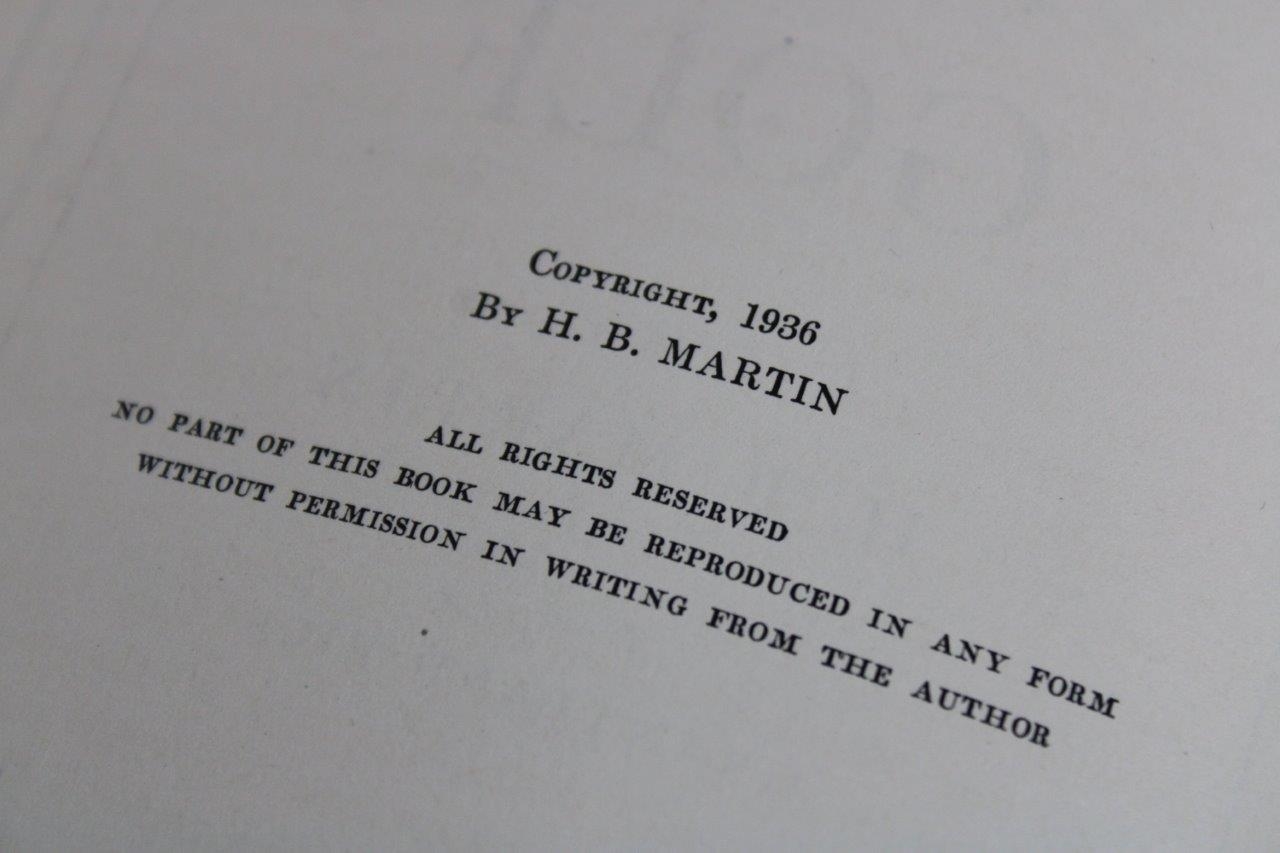 COPYRIGHT, 1936
BY H. B. MARTIN
ALL RIGHTS RESERVED
NO PART OF THIS BOOK MAY BE REPRODUCED IN ANY FORM
WITHOUT PERMISSION IN WRITING FROM THE AUTHOR